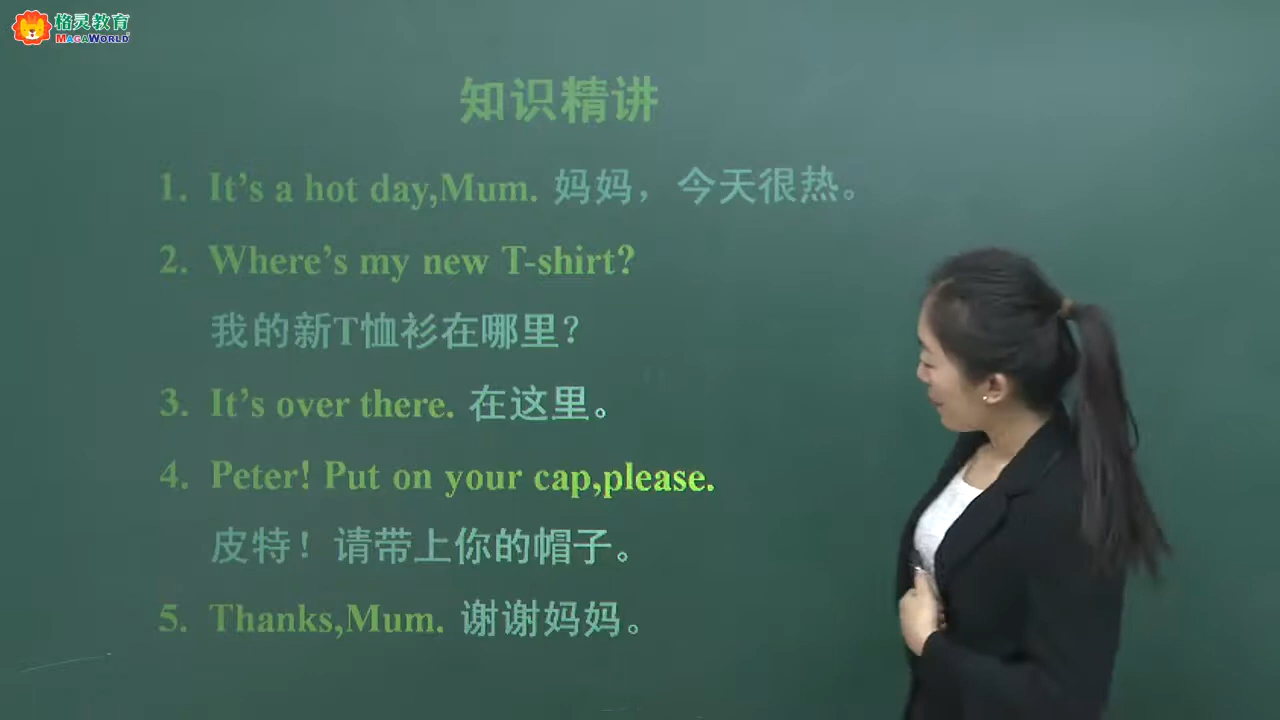 格灵教育
MAGAWORLD
知识精讲
1. It's a hot day,Mum. 妈妈，今天很热。
2. Where's my new T-shirt?
我的新T恤衫在哪里？
3. It's over there. 在这里。
4. Peter! Put on your cap,please.
皮特！请带上你的帽子。
5. Thanks,Mum. 谢谢妈妈。